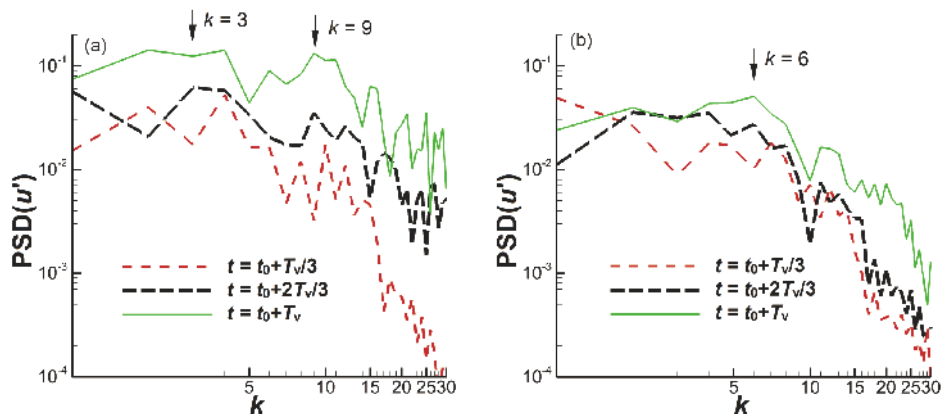 (a)
k = 3
k = 9
PSD(u')
10⁻¹
10⁻²
10⁻³
10⁻⁴
t = t₀+Tᵥ/3
t = t₀+2Tᵥ/3
t = t₀+Tᵥ
5 10 15 20 25 30
k
(b)
k = 6
PSD(u')
10⁻¹
10⁻²
10⁻³
10⁻⁴
t = t₀+Tᵥ/3
t = t₀+2Tᵥ/3
t = t₀+Tᵥ
5 10 15 20 25 30
k